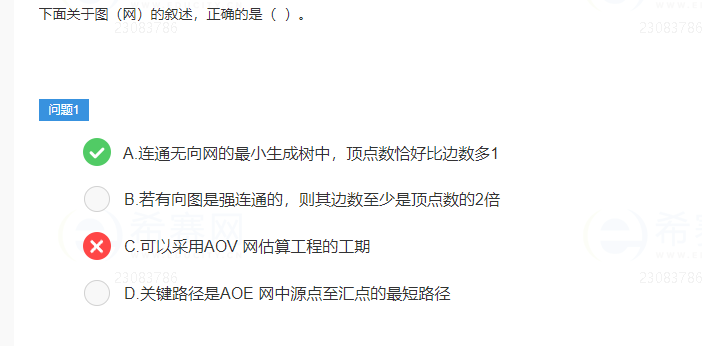 下面关于图（网）的叙述，正确的是（ ）。
23083786
23083786
问题1
A.连通无向网的最小生成树中，顶点数恰好比边数多1
B.若有向图是强连通的，则其边数至少是顶点数的2倍
希赛网
希赛
C.可以采用AOV 网估算工程的工期
23083786
23083786
D.关键路径是AOE 网中源点至汇点的最短路径